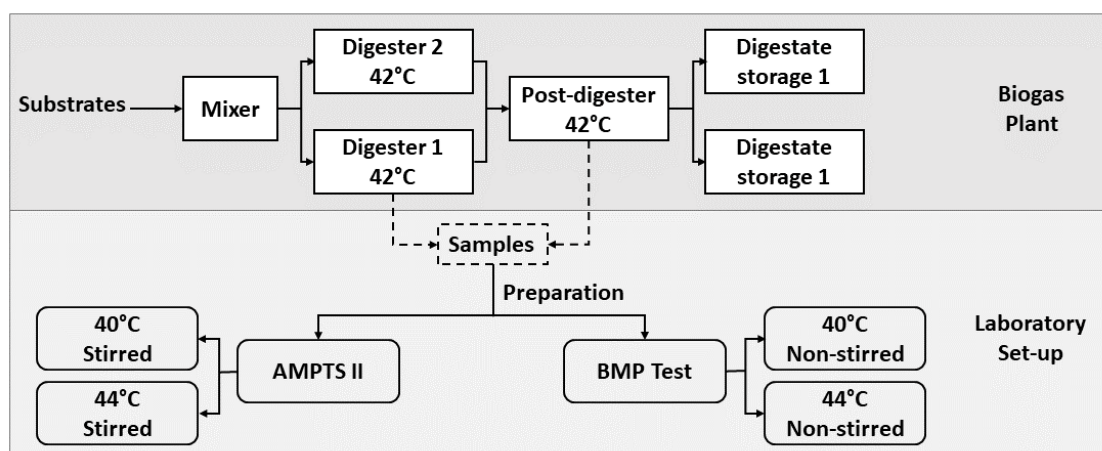 Substrates
Mixer
Digester 2
42°C
Digester 1
42°C
Post-digester
42°C
Digestate
storage 1
Digestate
storage 1
Biogas
Plant
Samples
Preparation
40°C
Stirred
44°C
Stirred
AMPTS II
BMP Test
40°C
Non-stirred
44°C
Non-stirred
Laboratory
Set-up